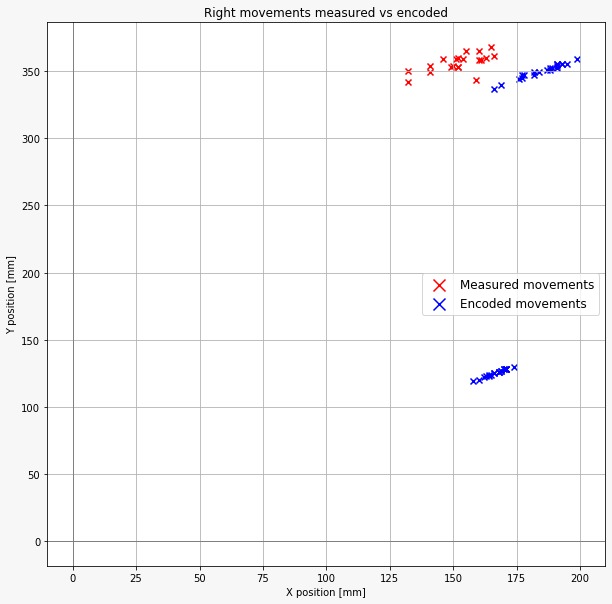 Right movements measured vs encoded
350
300
250
200
150
100
50
0
Y position [mm]
Measured movements
Encoded movements
0 25 50 75 100 125 150 175 200
X position [mm]